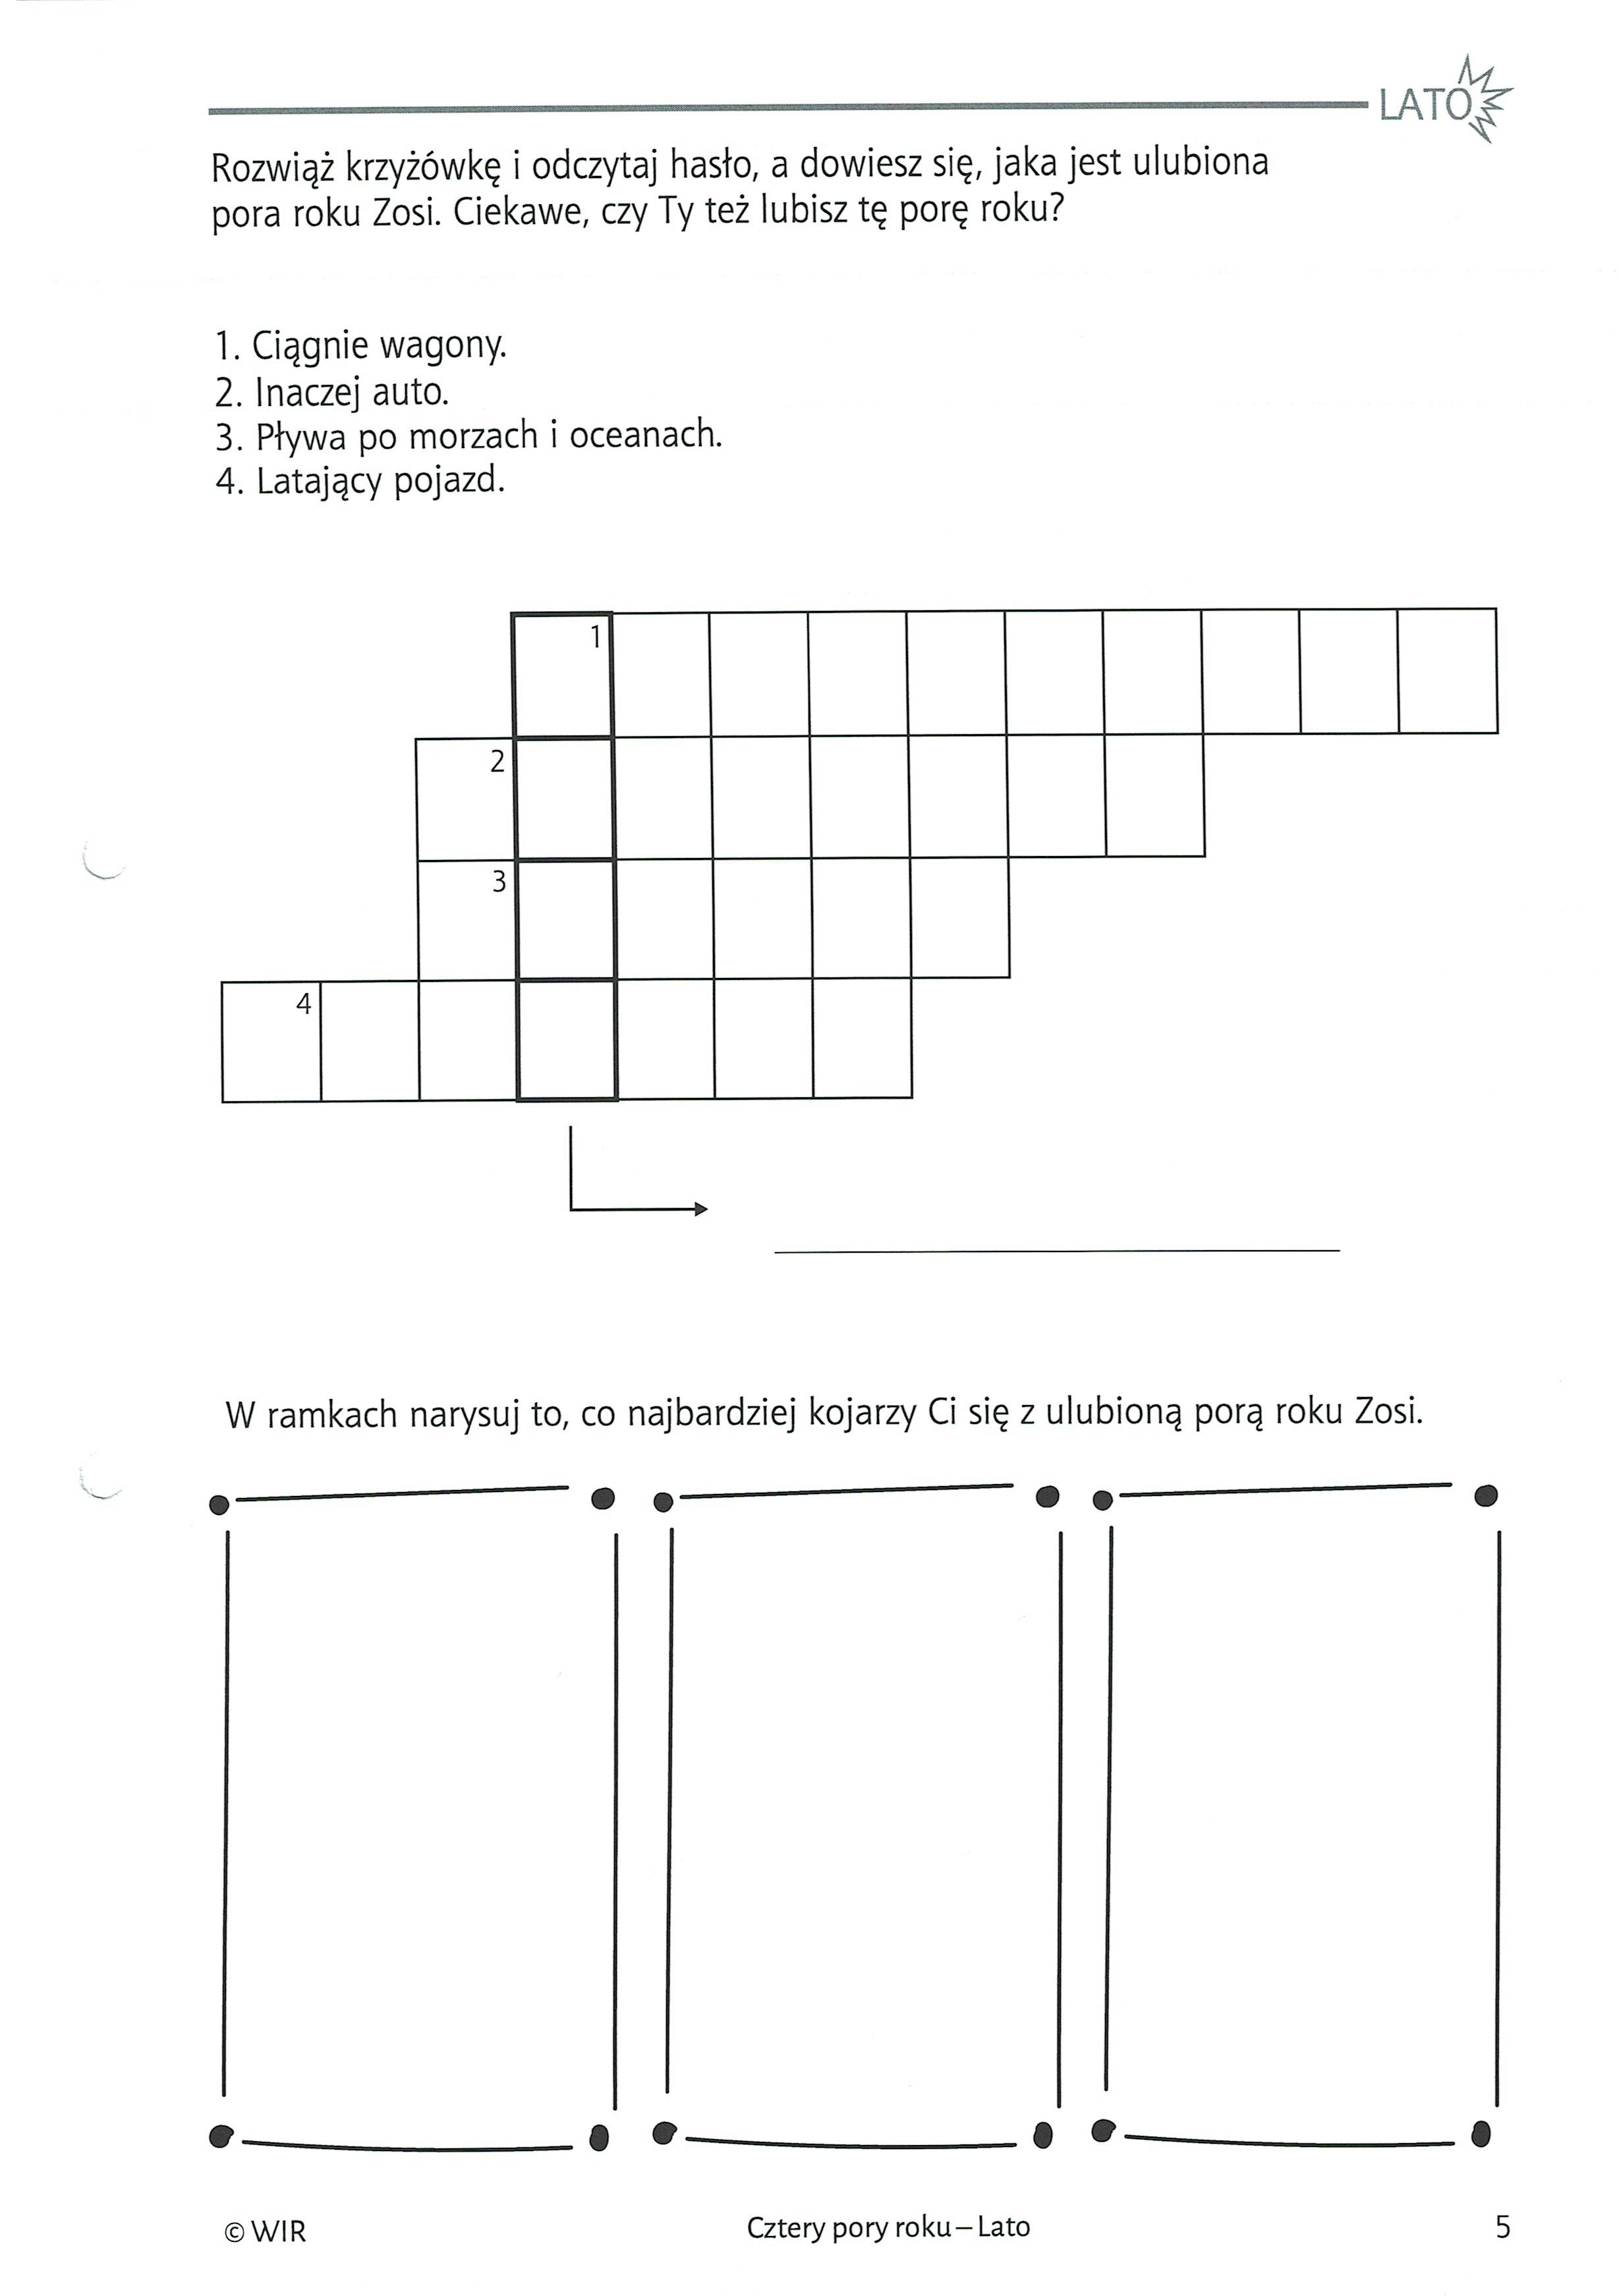 LATO
Rozwiąż krzyżówkę i odczytaj hasło, a dowiesz się, jaka jest ulubiona
pora roku Zosi. Ciekawe, czy Ty też lubisz tę porę roku?
1. Ciągnie wagony.
2. Inaczej auto.
3. Pływa po morzach i oceanach.
4. Latający pojazd.
1
2
3
4
W ramkach narysuj to, co najbardziej kojarzy Ci się z ulubioną porą roku Zosi.
© WIR
Cztery pory roku – Lato
5